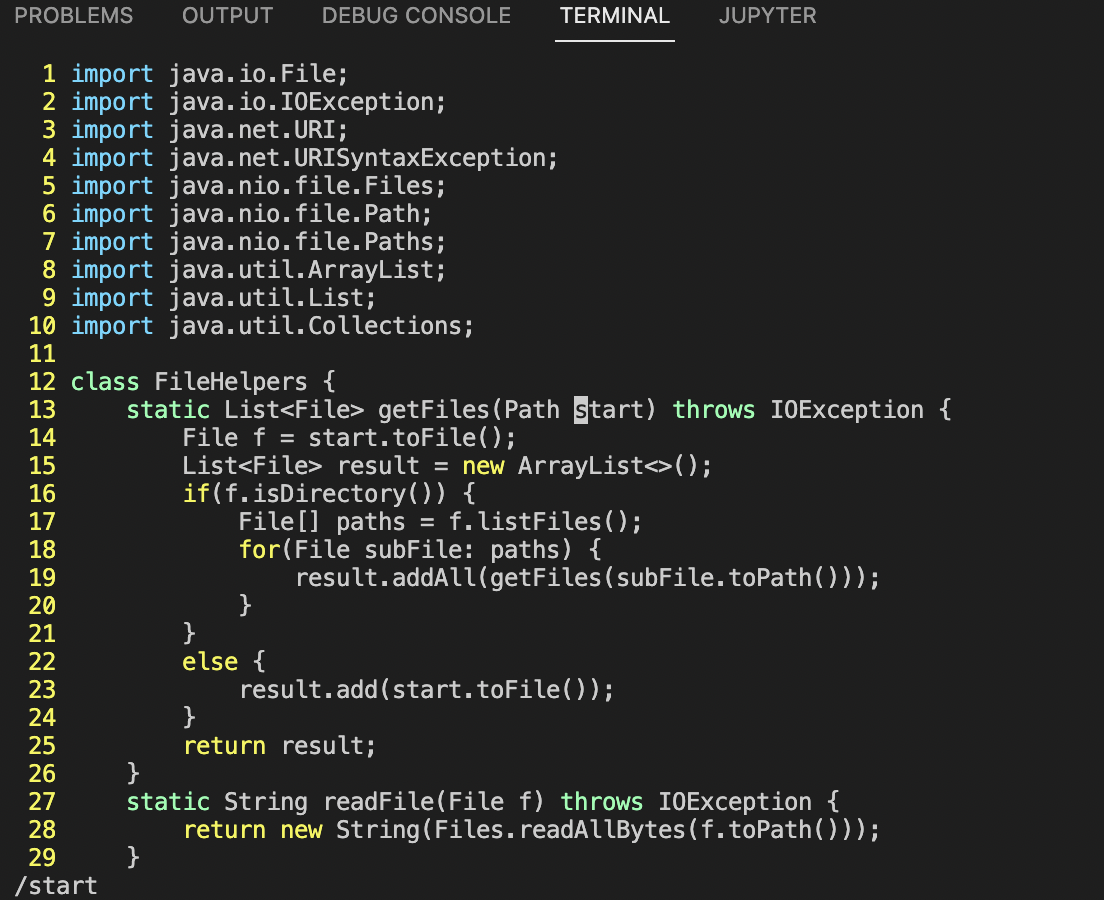 PROBLEMS OUTPUT DEBUG CONSOLE TERMINAL JUPYTER
1 import java.io.File;
2 import java.io.IOException;
3 import java.net.URI;
4 import java.net.URISyntaxException;
5 import java.nio.file.Files;
6 import java.nio.file.Path;
7 import java.nio.file.Paths;
8 import java.util.ArrayList;
9 import java.util.List;
10 import java.util.Collections;
11
12 class FileHelpers {
13     static List<File> getFiles(Path start) throws IOException {
14         File f = start.toFile();
15         List<File> result = new ArrayList<>();
16         if(f.isDirectory()) {
17             File[] paths = f.listFiles();
18             for(File subFile: paths) {
19                 result.addAll(getFiles(subFile.toPath()));
20             }
21         }
22         else {
23             result.add(start.toFile());
24         }
25         return result;
26     }
27     static String readFile(File f) throws IOException {
28         return new String(Files.readAllBytes(f.toPath()));
29     }
/start